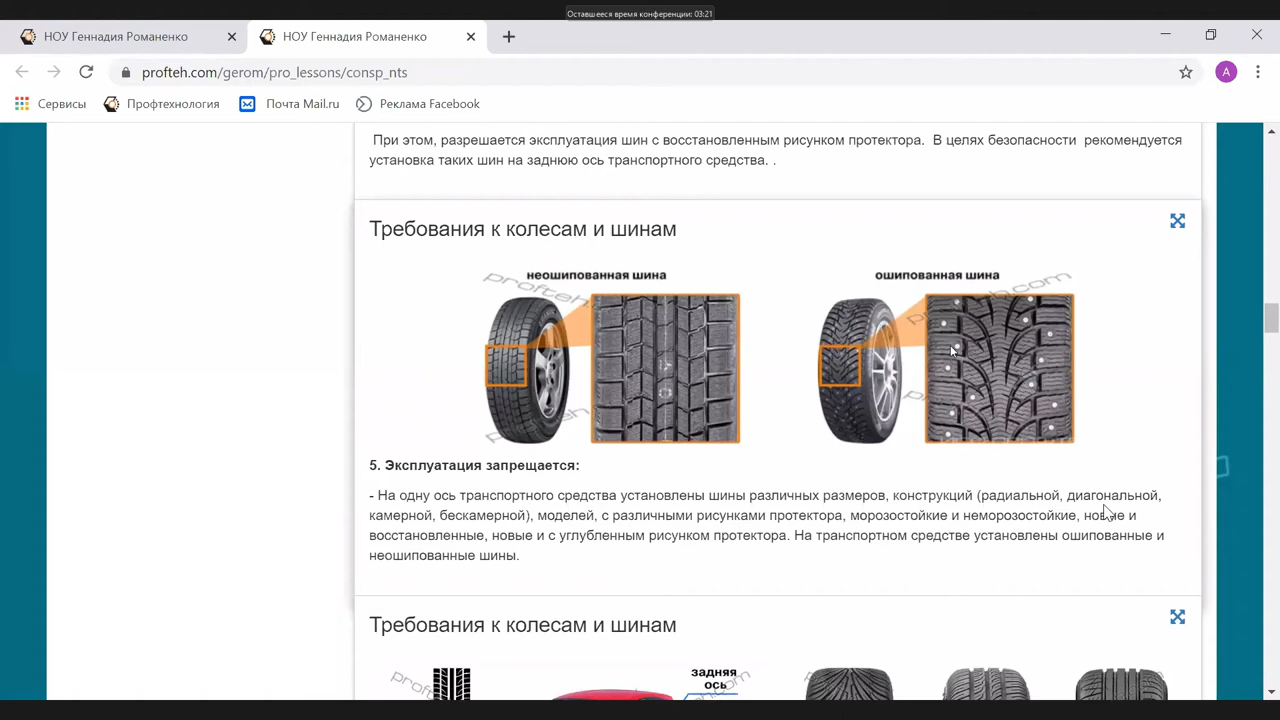 Оставшееся время конференции: 03:21
НОУ Геннадия Романенко
НОУ Геннадия Романенко
profteh.com/gerom/pro_lessons/consp_nts
A
Сервисы
Профтехнология
Почта Mail.ru
Реклама Facebook
При этом, разрешается эксплуатация шин с восстановленным рисунком протектора. В целях безопасности рекомендуется
установка таких шин на заднюю ось транспортного средства. .
Требования к колесам и шинам
неошипованная шина
ошипованная шина
5. Эксплуатация запрещается:
- На одну ось транспортного средства установлены шины различных размеров, конструкций (радиальной, диагональной,
камерной, бескамерной), моделей, с различными рисунками протектора, морозостойкие и неморозостойкие, новые и
восстановленные, новые и с углубленным рисунком протектора. На транспортном средстве установлены ошипованные и
неошипованные шины.
Требования к колесам и шинам
задняя
ось